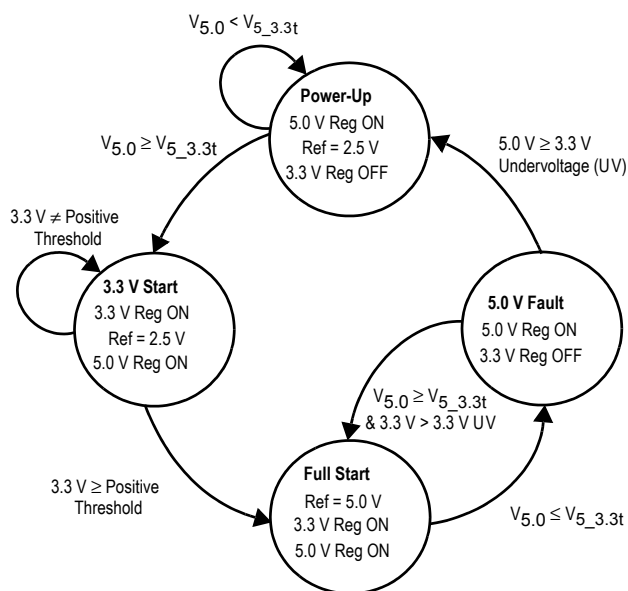 V5.0 < V5_3.3t
Power-Up
5.0 V Reg ON
Ref = 2.5 V
3.3 V Reg OFF
V5.0 ≥ V5_3.3t
5.0 V ≥ 3.3 V
Undervoltage (UV)
3.3 V ≠ Positive
Threshold
3.3 V Start
3.3 V Reg ON
Ref = 2.5 V
5.0 V Reg ON
5.0 V Fault
5.0 V Reg ON
3.3 V Reg OFF
V5.0 ≥ V5_3.3t
& 3.3 V > 3.3 V UV
Full Start
Ref = 5.0 V
3.3 V Reg ON
5.0 V Reg ON
3.3 V ≥ Positive
Threshold
V5.0 ≤ V5_3.3t